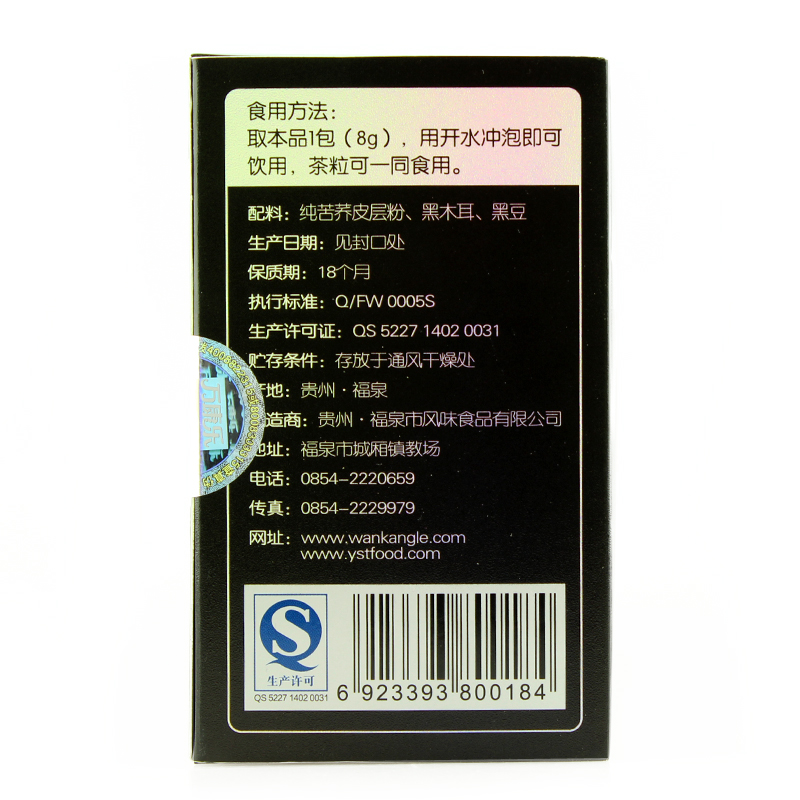 食用方法：
取本品1包（8g），用开水冲泡即可
饮用，茶粒可一同食用。
配料：纯苦荞皮层粉、黑木耳、黑豆
生产日期：见封口处
保质期：18个月
执行标准：Q/FW 0005S
生产许可证：QS 5227 1402 0031
贮存条件：存放于通风干燥处
产地：贵州·福泉
造商：贵州·福泉市风味食品有限公司
地址：福泉市城厢镇教场
电话：0854-2220659
传真：0854-2229979
网址：www.wankangle.com
www.ystfood.com
万康乐
QS
生产许可
QS 5227 1402 0031
6 923393 800184